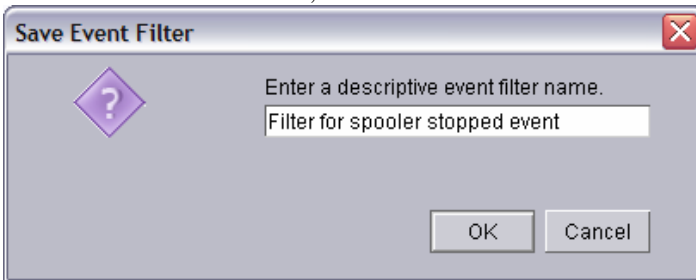 Save Event Filter
Enter a descriptive event filter name.
Filter for spooler stopped event
OK Cancel